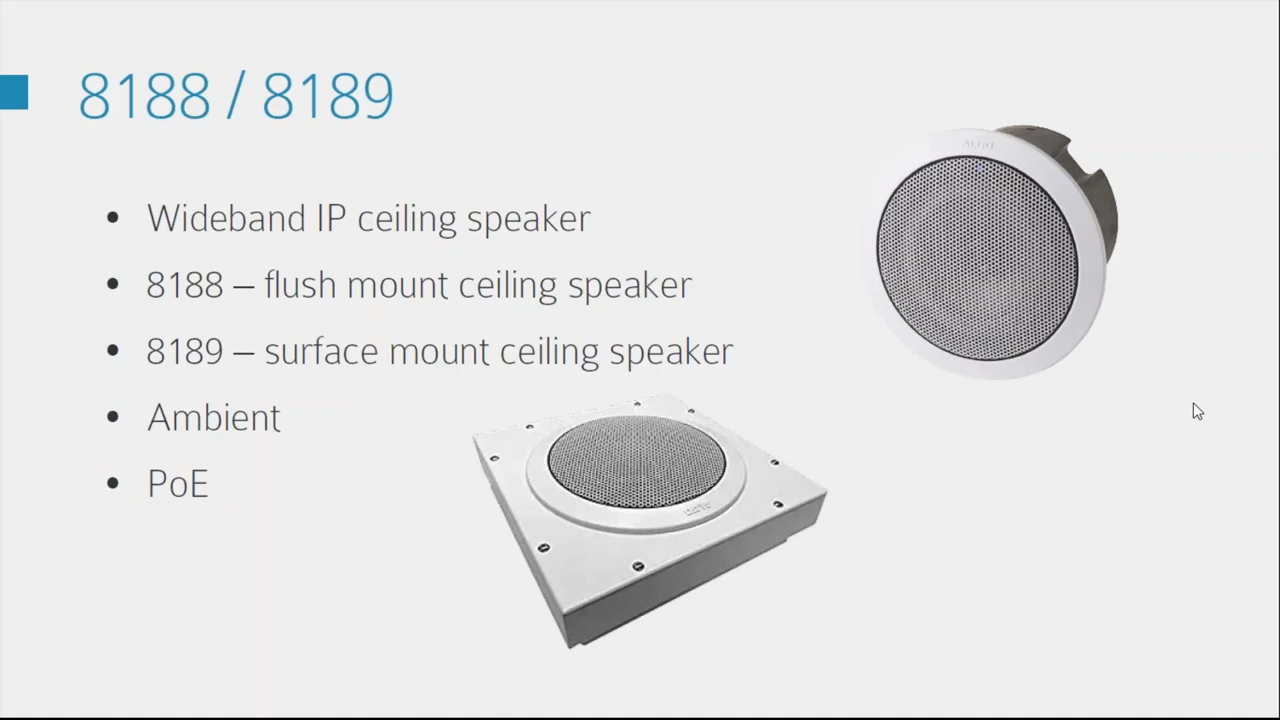 8188 / 8189
• Wideband IP ceiling speaker
• 8188 – flush mount ceiling speaker
• 8189 – surface mount ceiling speaker
• Ambient
• PoE